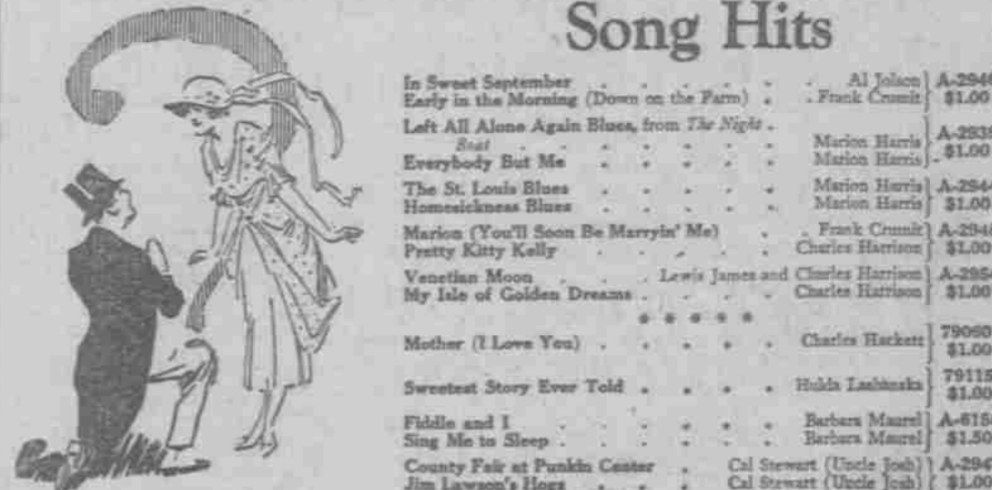 Song Hits
In Sweet September . . . . . . Al Jolson
Early in the Morning (Down on the Farm) . . Frank Crumit
$1.00
Left All Alone Again Blues, from The Night
Boat . . . . . . Marion Harris
Everybody But Me . . . . Marion Harris
$1.00
The St. Louis Blues . . . . Marion Harris
Homesickness Blues . . . . Marion Harris
$1.00
Marion (You'll Soon Be Marryin' Me) . . Frank Crumit
Pretty Kitty Kelly . . . . Charles Harrison
$1.00
Venetian Moon . . . Lewis James and Charles Harrison
My Isle of Golden Dreams . . . . Charles Harrison
$1.00
* * * * *
Mother (I Love You) . . . . . Charles Hackett
$1.00
Sweetest Story Ever Told . . . . Hulda Lashanska
79115
$1.00
Fiddle and I . . . . . Barbara Maurel
Sing Me to Sleep . . . . . Barbara Maurel
$1.50
County Fair at Punkin Center . Cal Stewart (Uncle Josh)
Jim Lawson's Hogs . . . Cal Stewart (Uncle Josh)
$1.00